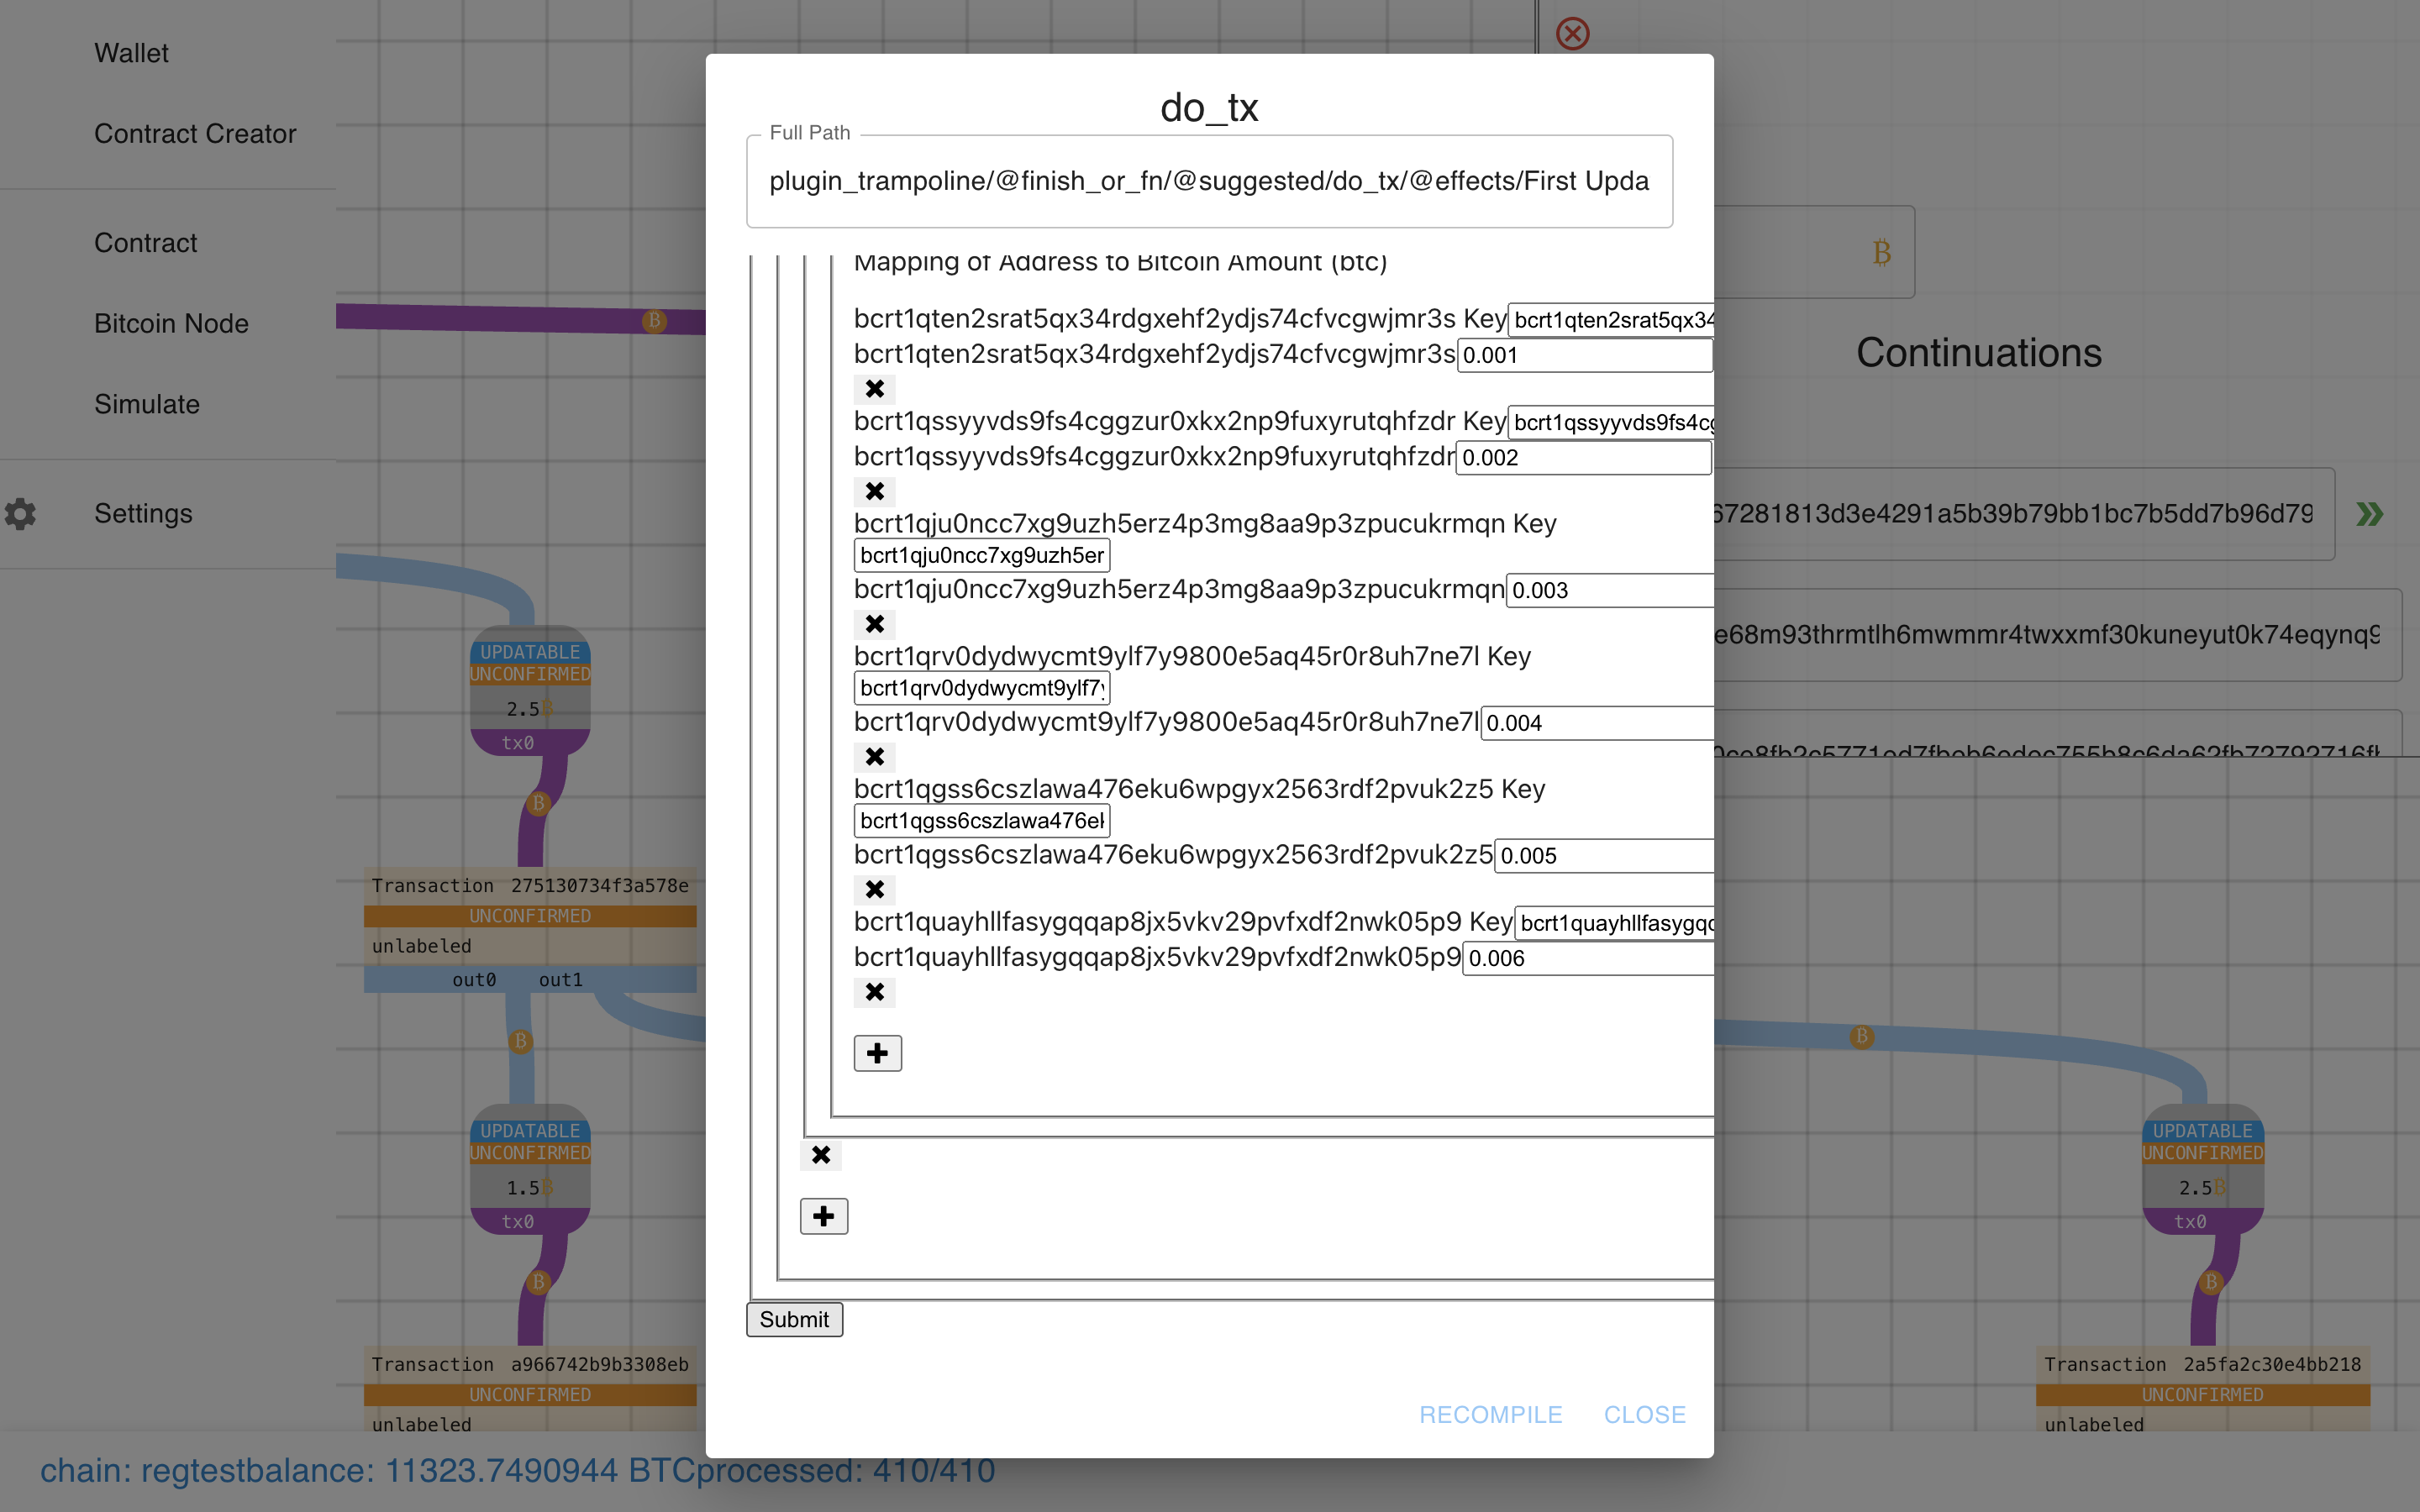 Wallet
Contract Creator
Contract
Bitcoin Node
Simulate
Settings
do_tx
Full Path
plugin_trampoline/@finish_or_fn/@suggested/do_tx/@effects/First Upda
Mapping of Address to Bitcoin Amount (btc)
bcrt1qten2srat5qx34rdgxehf2ydjs74cfvcgwjmr3s Key bcrt1qten2srat5qx34
bcrt1qten2srat5qx34rdgxehf2ydjs74cfvcgwjmr3s 0.001
bcrt1qssyyvds9fs4cggzur0xkx2np9fuxyrutqhfzdr Key bcrt1qssyyvds9fs4cg
bcrt1qssyyvds9fs4cggzur0xkx2np9fuxyrutqhfzdr 0.002
bcrt1qju0ncc7xg9uzh5erz4p3mg8aa9p3zpucukrmqn Key
bcrt1qju0ncc7xg9uzh5er
bcrt1qju0ncc7xg9uzh5erz4p3mg8aa9p3zpucukrmqn 0.003
bcrt1qrv0dydwycmt9ylf7y9800e5aq45r0r8uh7ne7l Key
bcrt1qrv0dydwycmt9ylf7y
bcrt1qrv0dydwycmt9ylf7y9800e5aq45r0r8uh7ne7l 0.004
bcrt1qgss6cszlawa476eku6wpgyx2563rdf2pvuk2z5 Key
bcrt1qgss6cszlawa476ek
bcrt1qgss6cszlawa476eku6wpgyx2563rdf2pvuk2z5 0.005
bcrt1quayhllfasygqqap8jx5vkv29pvfxdf2nwk05p9 Key bcrt1quayhllfasygqq
bcrt1quayhllfasygqqap8jx5vkv29pvfxdf2nwk05p9 0.006
Submit
RECOMPILE CLOSE
Continuations
67281813d3e4291a5b39b79bb1bc7b5dd7b96d79
e68m93thrmtlh6mwmmr4twxxmf30kuneyut0k74eqynq9
UPDATABLE
UNCONFIRMED
2.5
tx0
Transaction 275130734f3a578e
UNCONFIRMED
unlabeled
out0 out1
UPDATABLE
UNCONFIRMED
1.5
tx0
Transaction a966742b9b3308eb
UNCONFIRMED
unlabeled
UPDATABLE
UNCONFIRMED
2.5
tx0
Transaction 2a5fa2c30e4bb218
UNCONFIRMED
unlabeled
chain: regtestbalance: 11323.7490944 BTCprocessed: 410/410